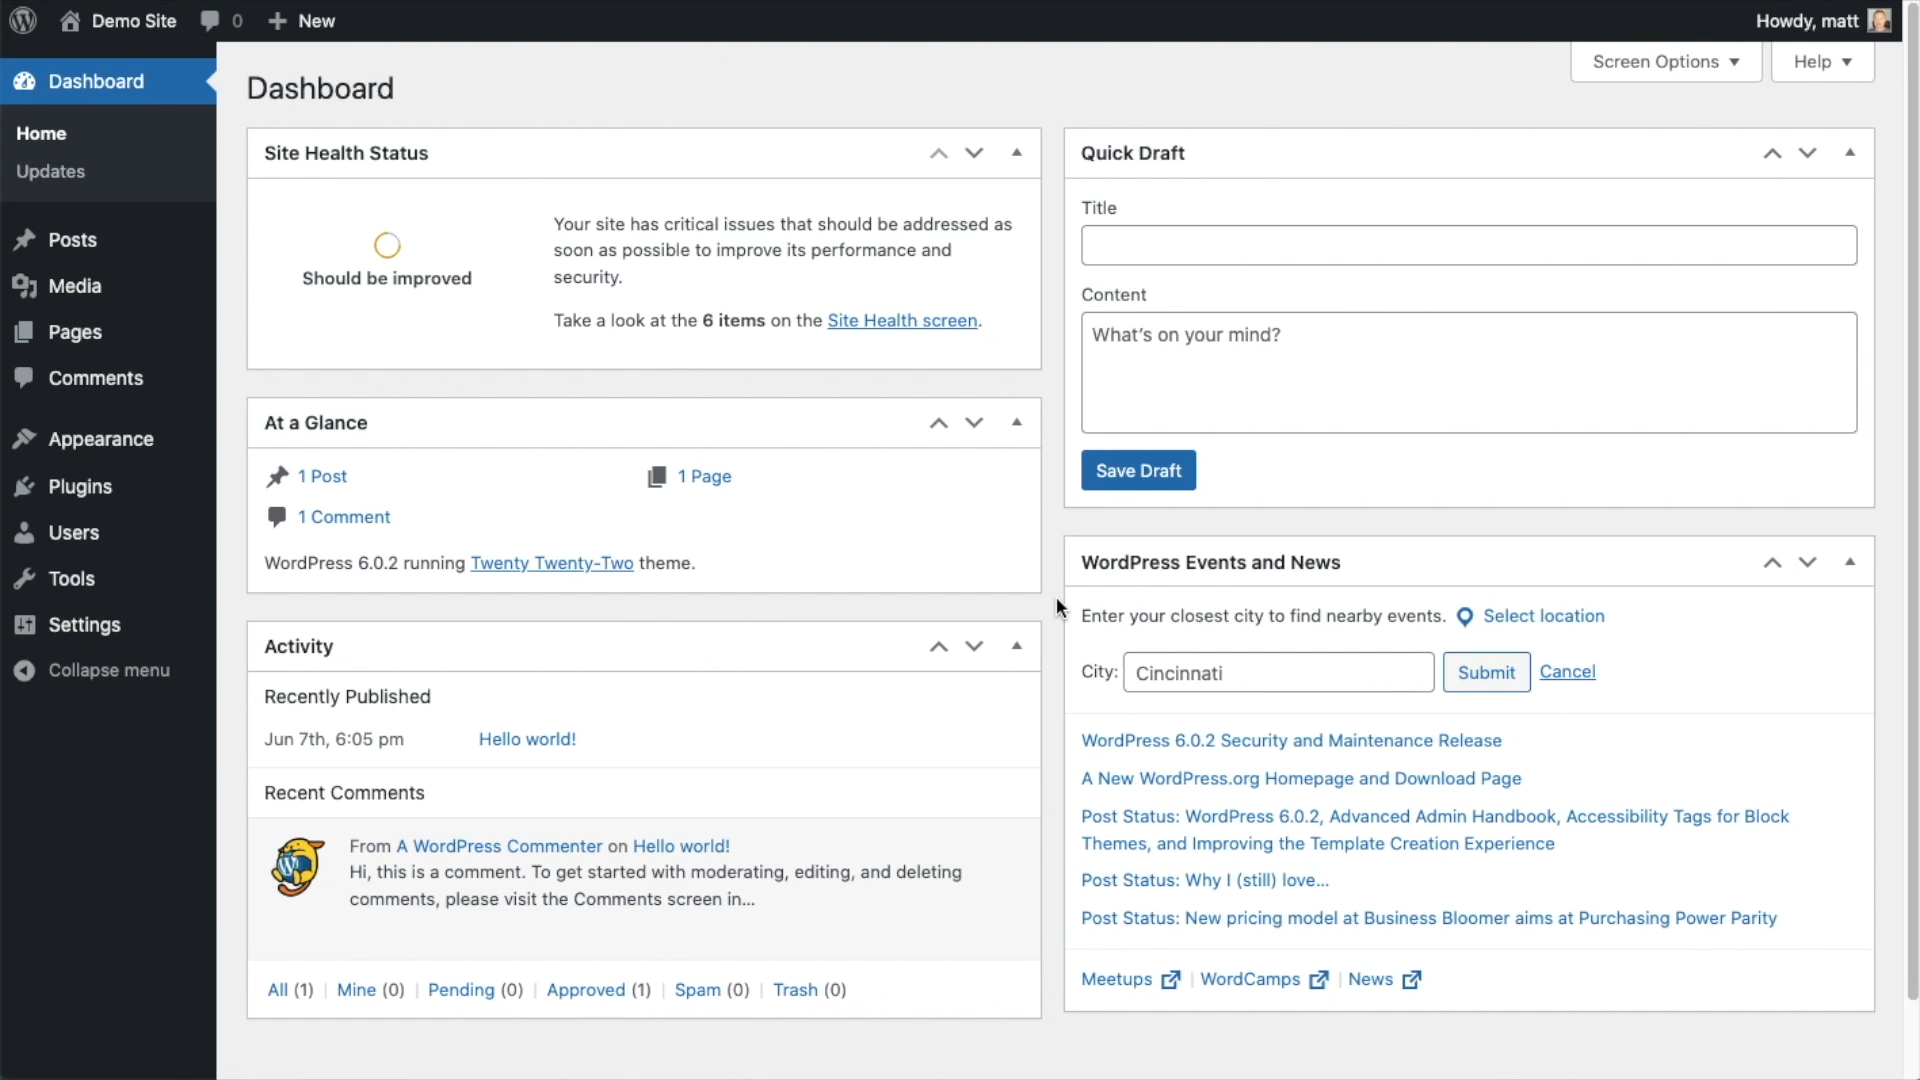 Demo Site 0 New Howdy, matt
Screen Options Help
Dashboard
Home
Updates
Posts
Media
Pages
Comments
Appearance
Plugins
Users
Tools
Settings
Collapse menu
Dashboard
Site Health Status
Should be improved
Your site has critical issues that should be addressed as
soon as possible to improve its performance and
security.
Take a look at the 6 items on the Site Health screen.
At a Glance
1 Post 1 Page
1 Comment
WordPress 6.0.2 running Twenty Twenty-Two theme.
Activity
Recently Published
Jun 7th, 6:05 pm Hello world!
Recent Comments
From A WordPress Commenter on Hello world!
Hi, this is a comment. To get started with moderating, editing, and deleting
comments, please visit the Comments screen in…
All (1) | Mine (0) | Pending (0) | Approved (1) | Spam (0) | Trash (0)
Quick Draft
Title
Content
What’s on your mind?
Save Draft
WordPress Events and News
Enter your closest city to find nearby events. Select location
City: Cincinnati Submit Cancel
WordPress 6.0.2 Security and Maintenance Release
A New WordPress.org Homepage and Download Page
Post Status: WordPress 6.0.2, Advanced Admin Handbook, Accessibility Tags for Block
Themes, and Improving the Template Creation Experience
Post Status: Why I (still) love…
Post Status: New pricing model at Business Bloomer aims at Purchasing Power Parity
Meetups | WordCamps | News